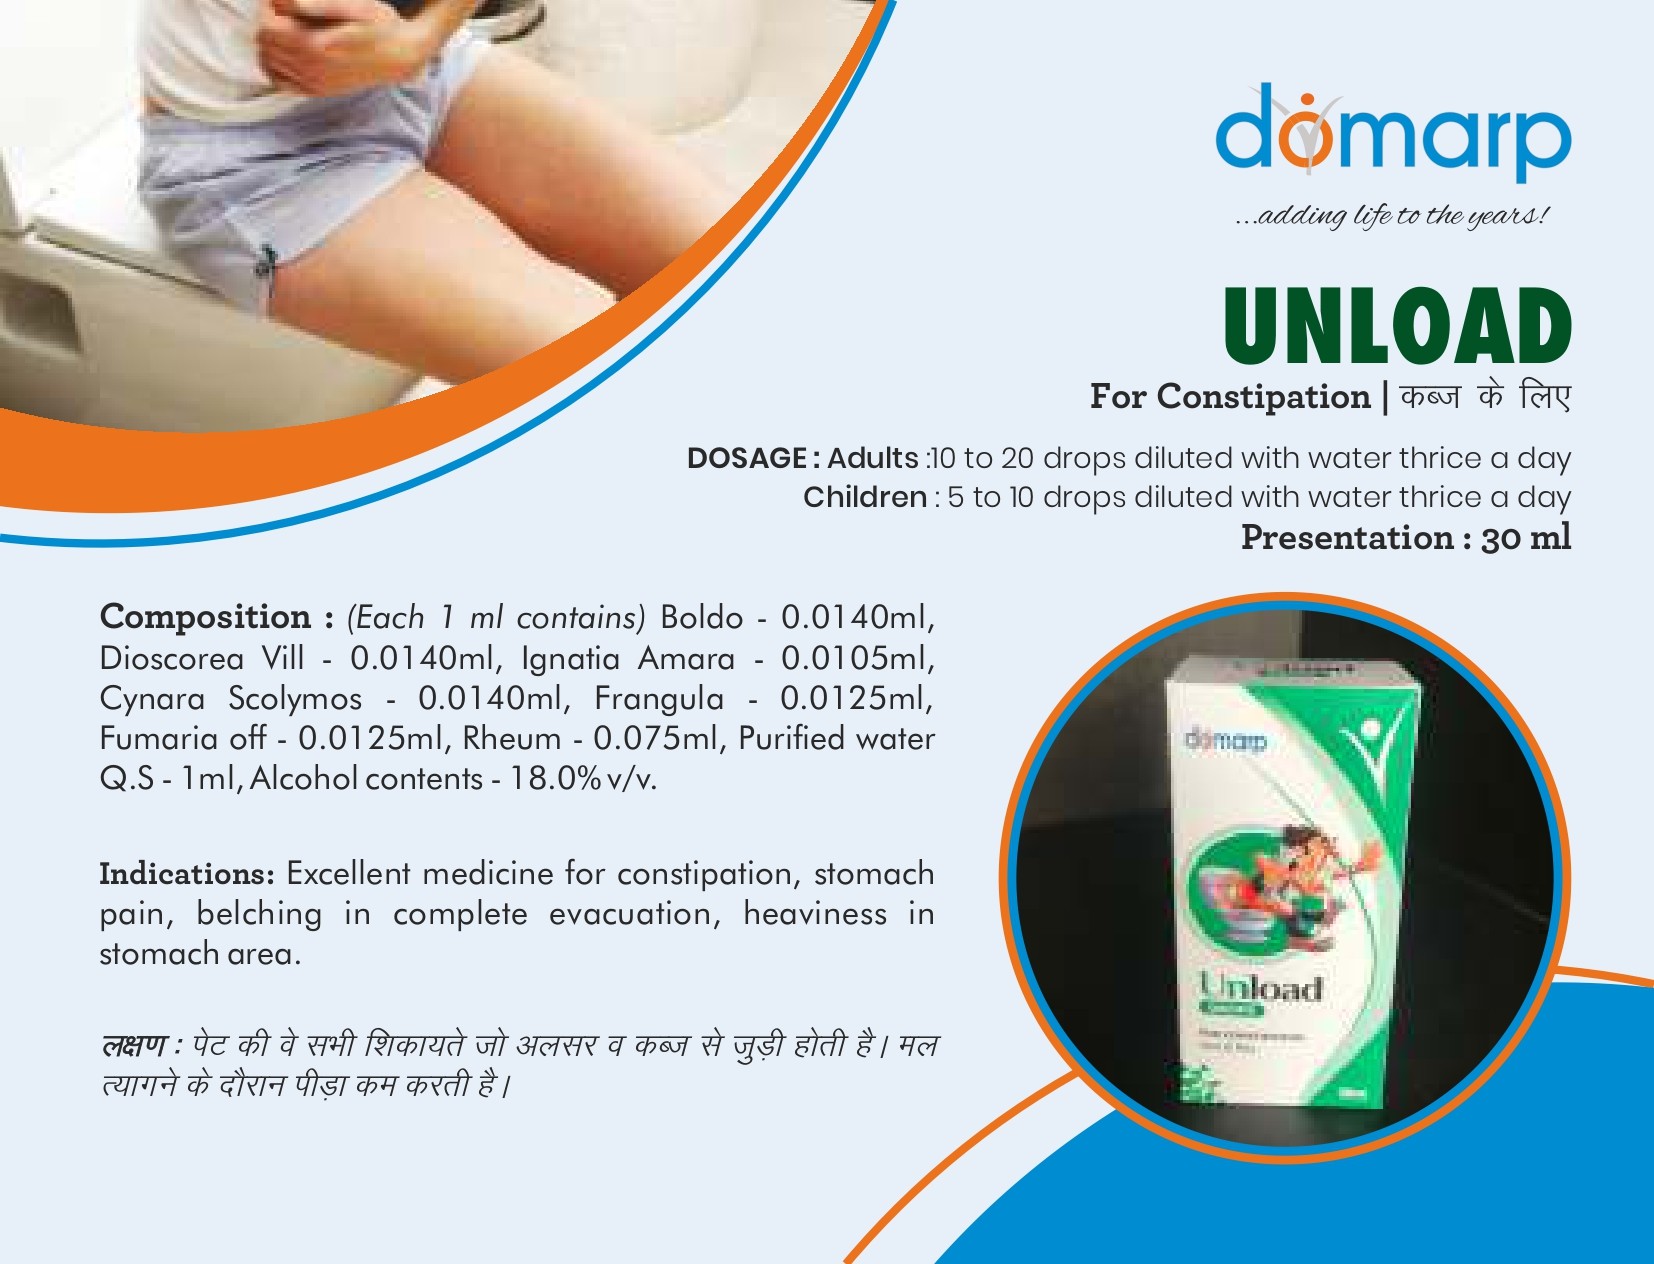 domarp
...adding life to the years!
UNLOAD
For Constipation | कब्ज के लिए
DOSAGE : Adults :10 to 20 drops diluted with water thrice a day
Children : 5 to 10 drops diluted with water thrice a day
Presentation : 30 ml
Composition : (Each 1 ml contains) Boldo - 0.0140ml,
Dioscorea Vill - 0.0140ml, Ignatia Amara - 0.0105ml,
Cynara Scolymos - 0.0140ml, Frangula - 0.0125ml,
Fumaria off - 0.0125ml, Rheum - 0.075ml, Purified water
Q.S - 1ml, Alcohol contents - 18.0% v/v.
Indications: Excellent medicine for constipation, stomach
pain, belching in complete evacuation, heaviness in
stomach area.
लक्षण : पेट की वे सभी शिकायते जो अलसर व कब्ज से जुड़ी होती है। मल
त्यागने के दौरान पीड़ा कम करती है।
domarp
Unload